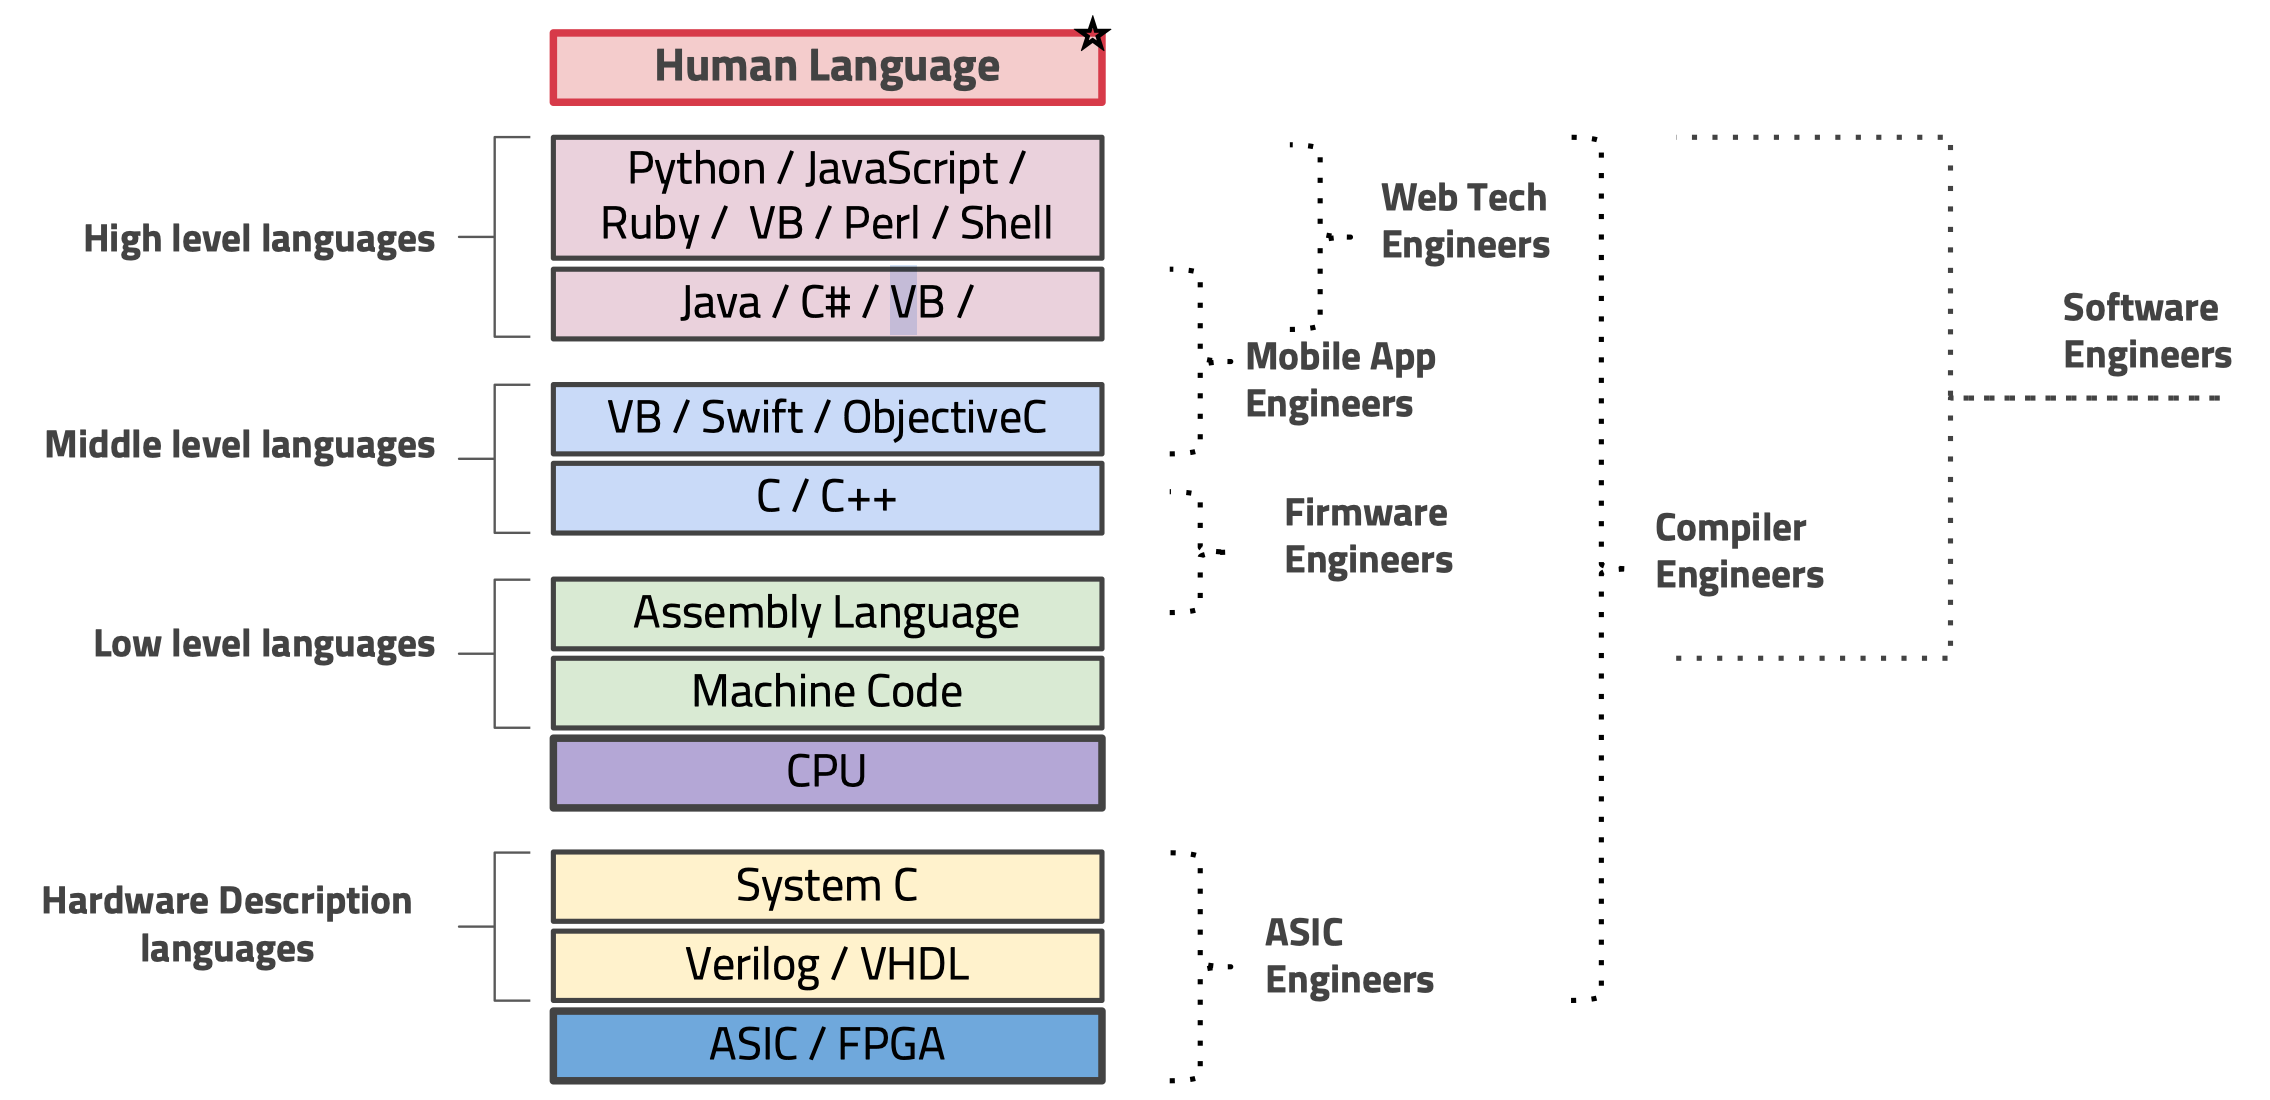 Human Language
Python / JavaScript /
Ruby /  VB / Perl / Shell
High level languages
Java / C# / VB /
Web Tech
Engineers
Software
Engineers
Mobile App
Engineers
VB / Swift / ObjectiveC
Middle level languages
C / C++
Firmware
Engineers
Compiler
Engineers
Assembly Language
Low level languages
Machine Code
CPU
System C
Hardware Description
languages
Verilog / VHDL
ASIC
Engineers
ASIC / FPGA